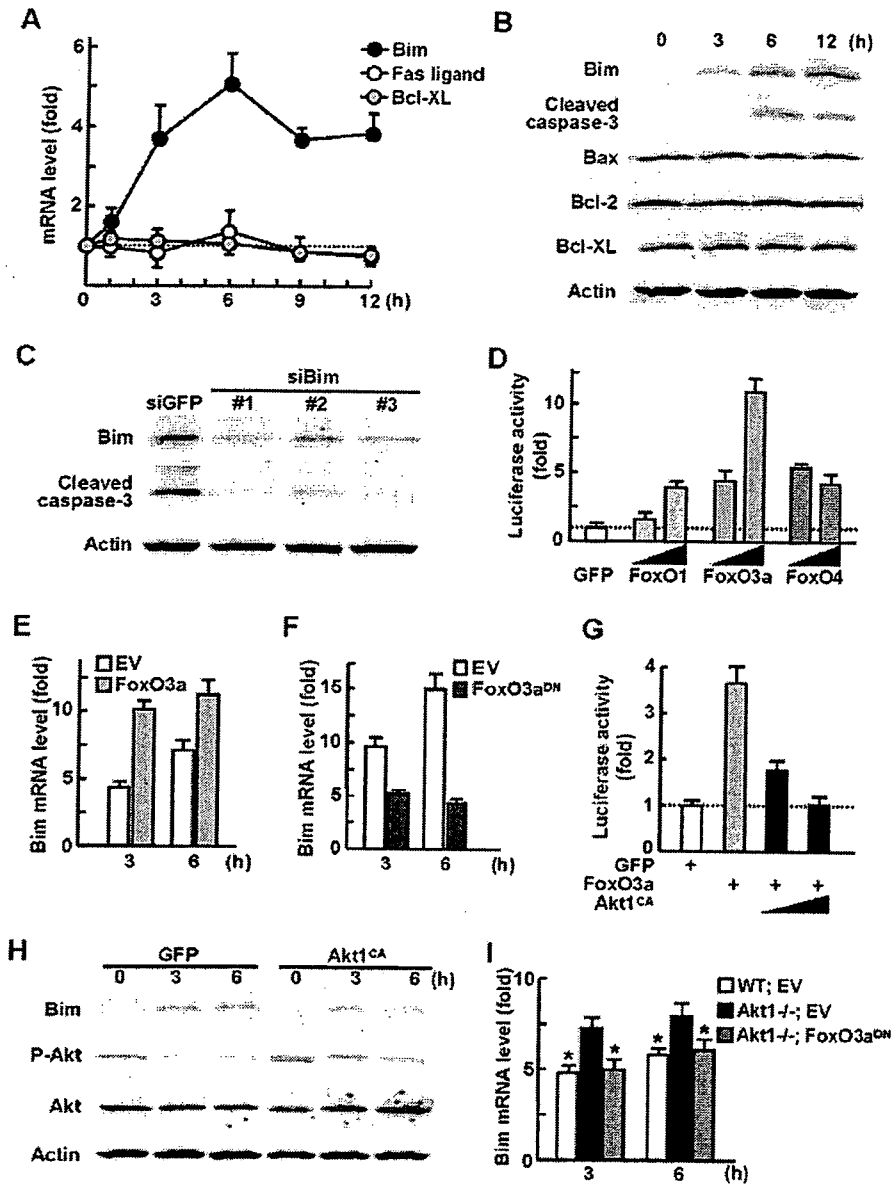 A
mRNA level (fold)
6
4
2
0 3 6 9 12 (h)
Bim
Fas ligand
Bcl-XL
B
0 3 6 12 (h)
Bim
Cleaved
caspase-3
Bax
Bcl-2
Bcl-XL
Actin
C
siBim
siGFP #1 #2 #3
Bim
Cleaved
caspase-3
Actin
D
Luciferase activity
(fold)
10
5
0
GFP FoxO1 FoxO3a FoxO4
E
Bim mRNA level (fold)
EV
FoxO3a
10
5
0
3 6 (h)
F
Bim mRNA level (fold)
EV
FoxO3aDN
15
10
5
0
3 6 (h)
G
Luciferase activity
(fold)
4
3
2
1
0
GFP +
FoxO3a + + +
Akt1CA
H
GFP Akt1CA
0 3 6 0 3 6 (h)
Bim
P-Akt
Akt
Actin
I
Bim mRNA level (fold)
10
5
0
WT; EV
Akt1-/-; EV
Akt1-/-; FoxO3aDN
* * * *
3 6 (h)